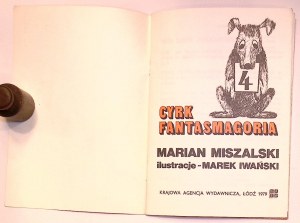 4
CYRK
FANTASMAGORIA
MARIAN MISZALSKI
ilustracje - MAREK IWAŃSKI
KRAJOWA AGENCJA WYDAWNICZA, ŁÓDŹ 1979